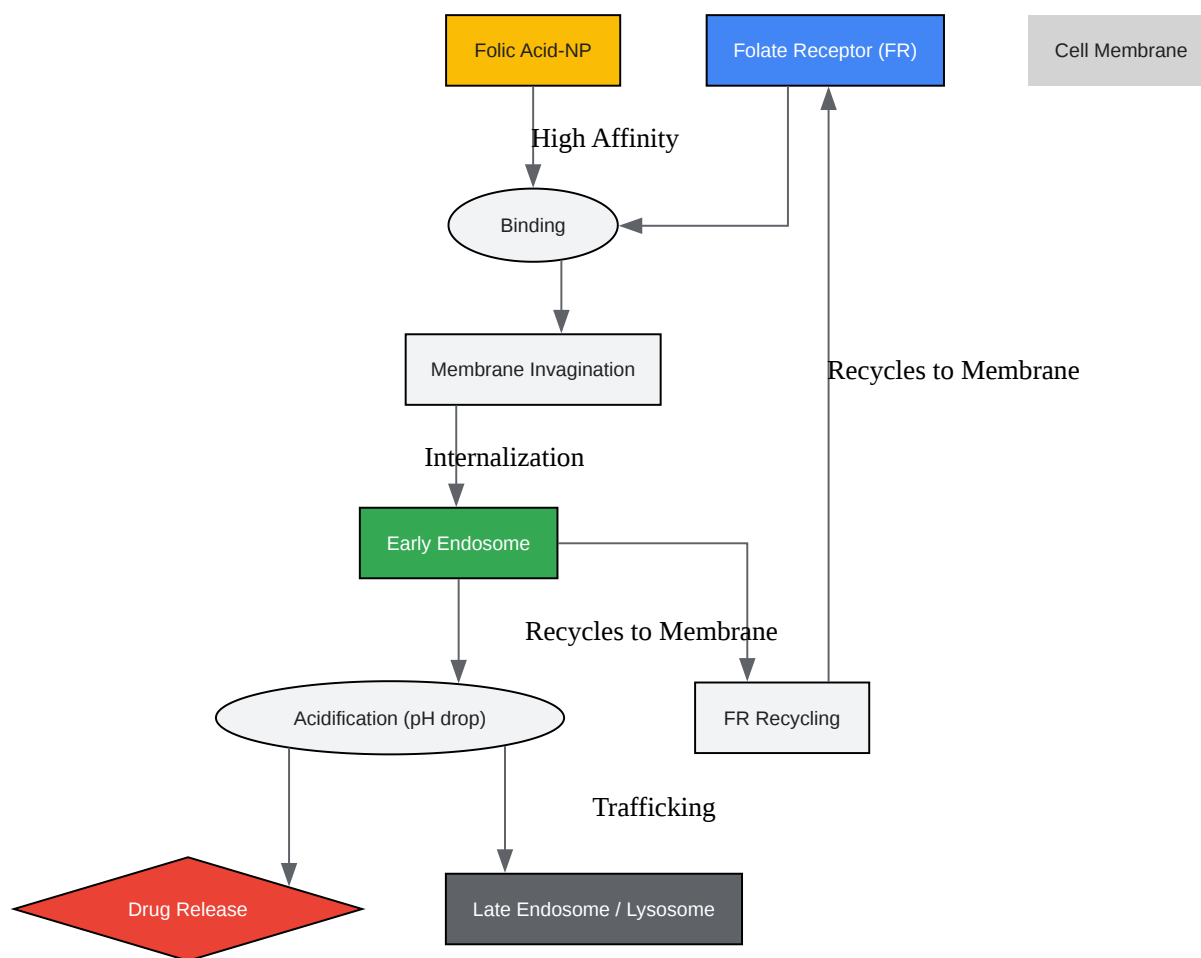 Folic Acid-NP
Folate Receptor (FR)
Cell Membrane
High Affinity
Binding
Membrane Invagination
Recycles to Membrane
Internalization
Early Endosome
Recycles to Membrane
Acidification (pH drop)
FR Recycling
Trafficking
Drug Release
Late Endosome / Lysosome